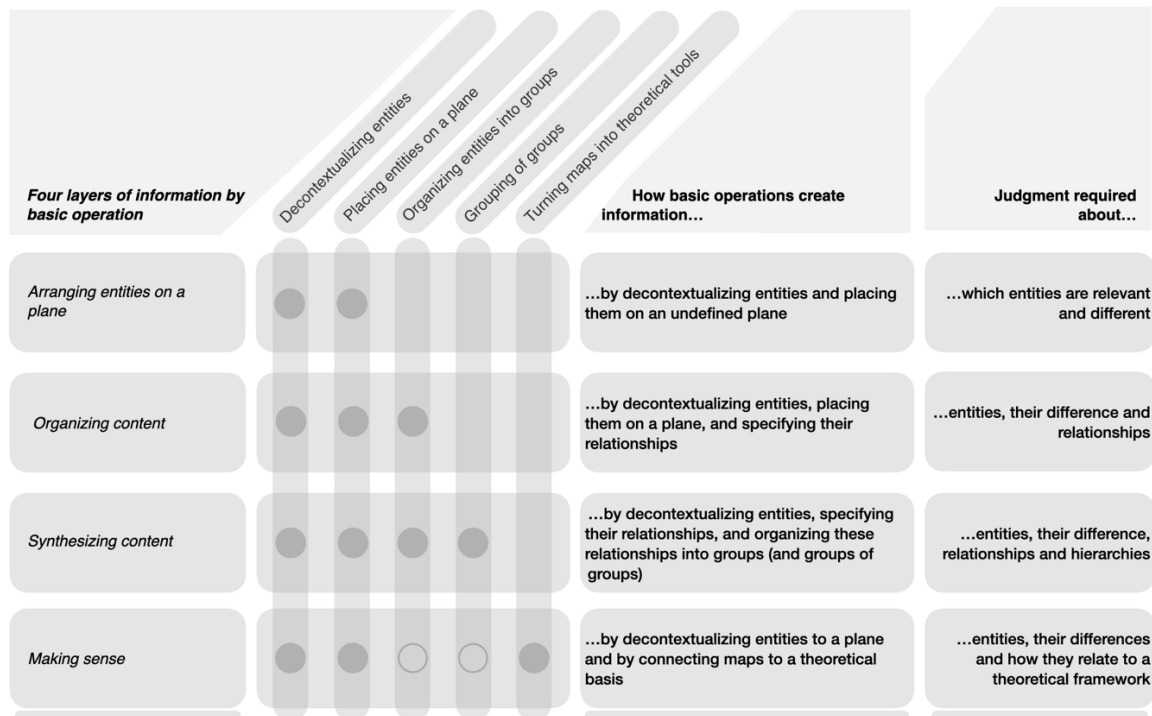 Decontextualizing entities
Placing entities on a plane
Organizing entities into groups
Grouping of groups
Turning maps into theoretical tools
Four layers of information by
basic operation
How basic operations create
information…
Judgment required
about…
Arranging entities on a
plane
…by decontextualizing entities and placing
them on an undefined plane
…which entities are relevant
and different
Organizing content
…by decontextualizing entities, placing
them on a plane, and specifying their
relationships
…entities, their difference and
relationships
Synthesizing content
…by decontextualizing entities, specifying
their relationships, and organizing these
relationships into groups (and groups of
groups)
…entities, their difference,
relationships and hierarchies
Making sense
…by decontextualizing entities to a plane
and by connecting maps to a theoretical
basis
…entities, their differences
and how they relate to a
theoretical framework